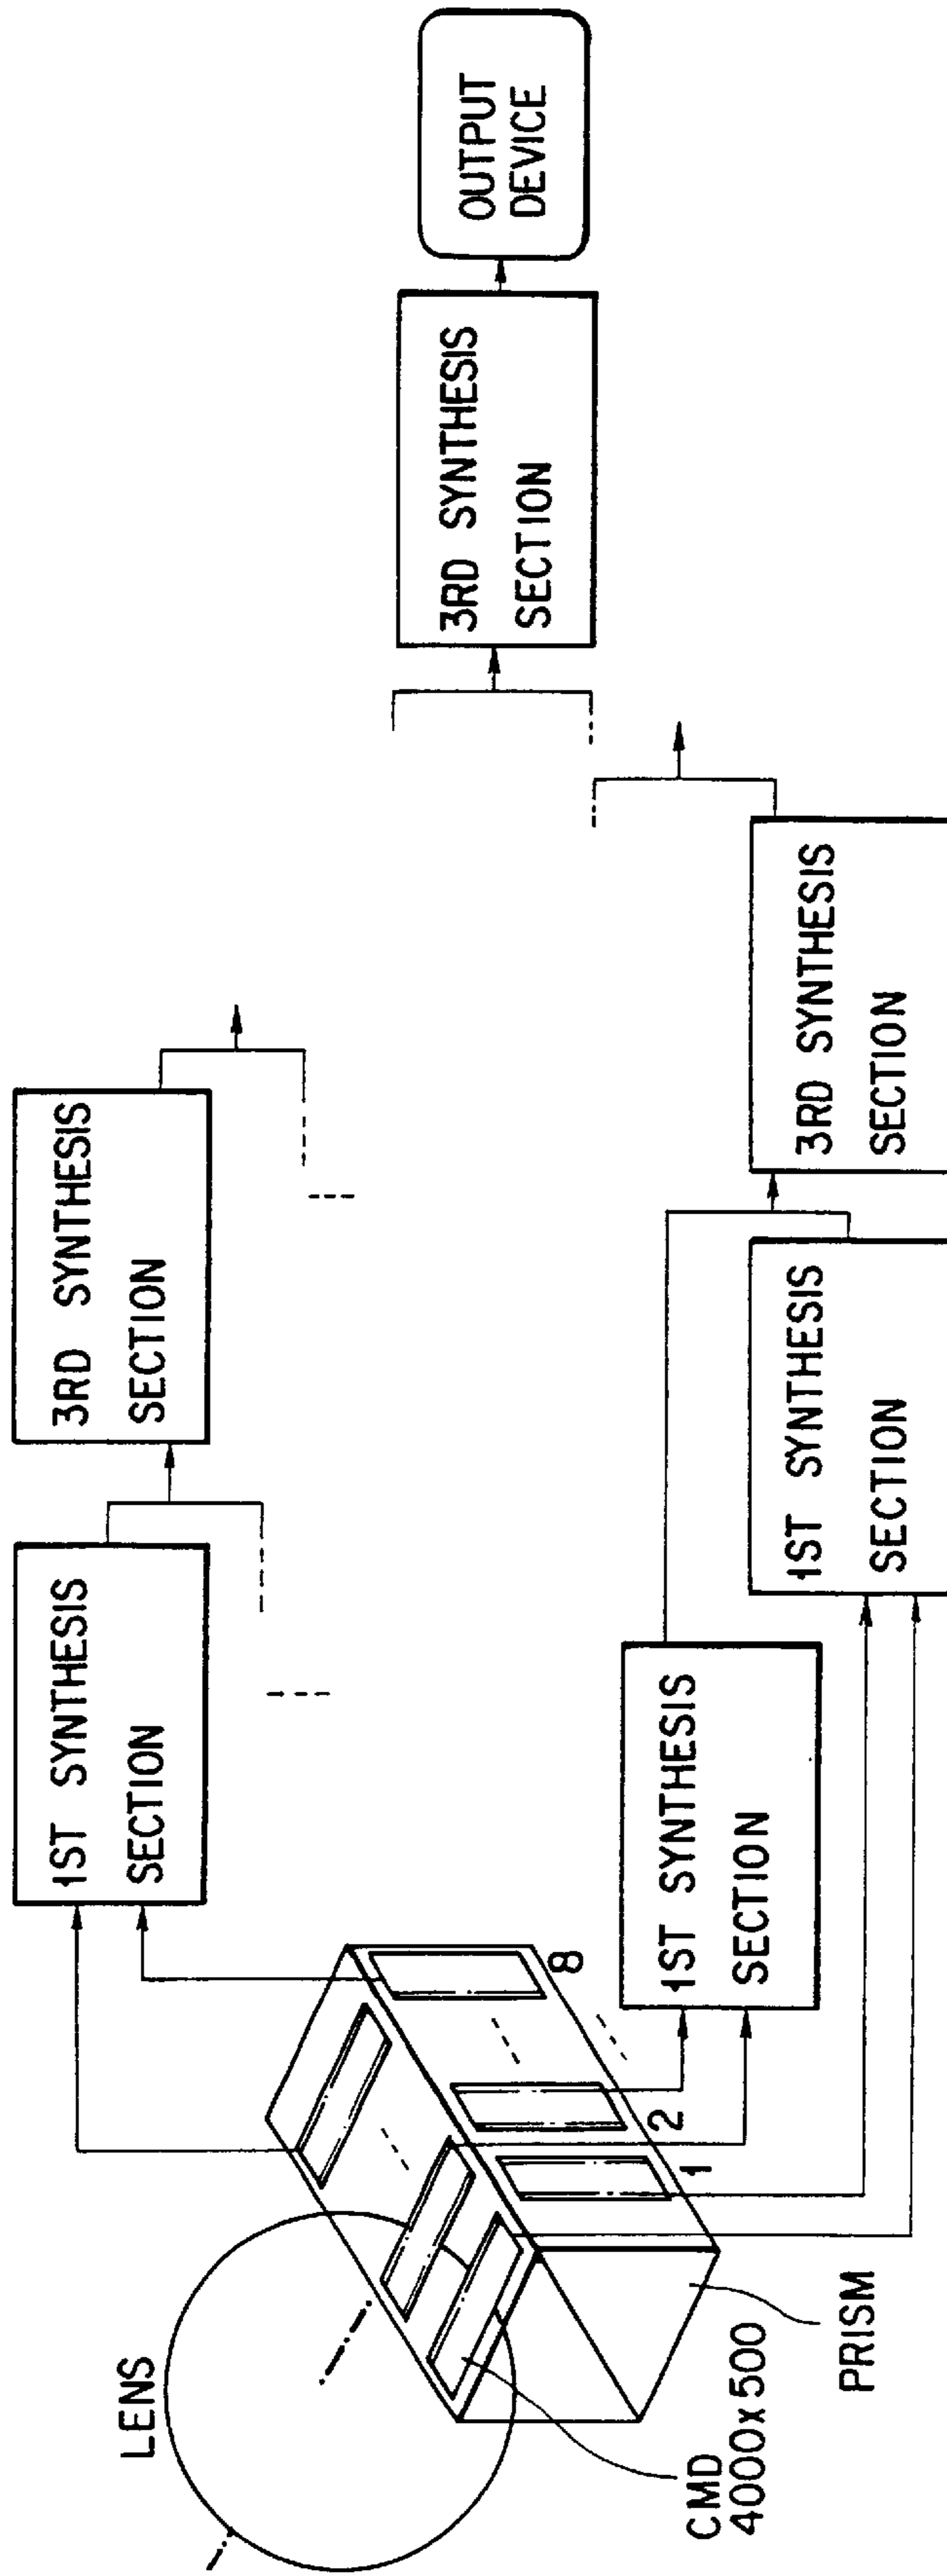 LENS
CMD
4000x500
PRISM
1
2
8
1ST SYNTHESIS
SECTION
1ST SYNTHESIS
SECTION
1ST SYNTHESIS
SECTION
3RD SYNTHESIS
SECTION
3RD SYNTHESIS
SECTION
3RD SYNTHESIS
SECTION
OUTPUT
DEVICE